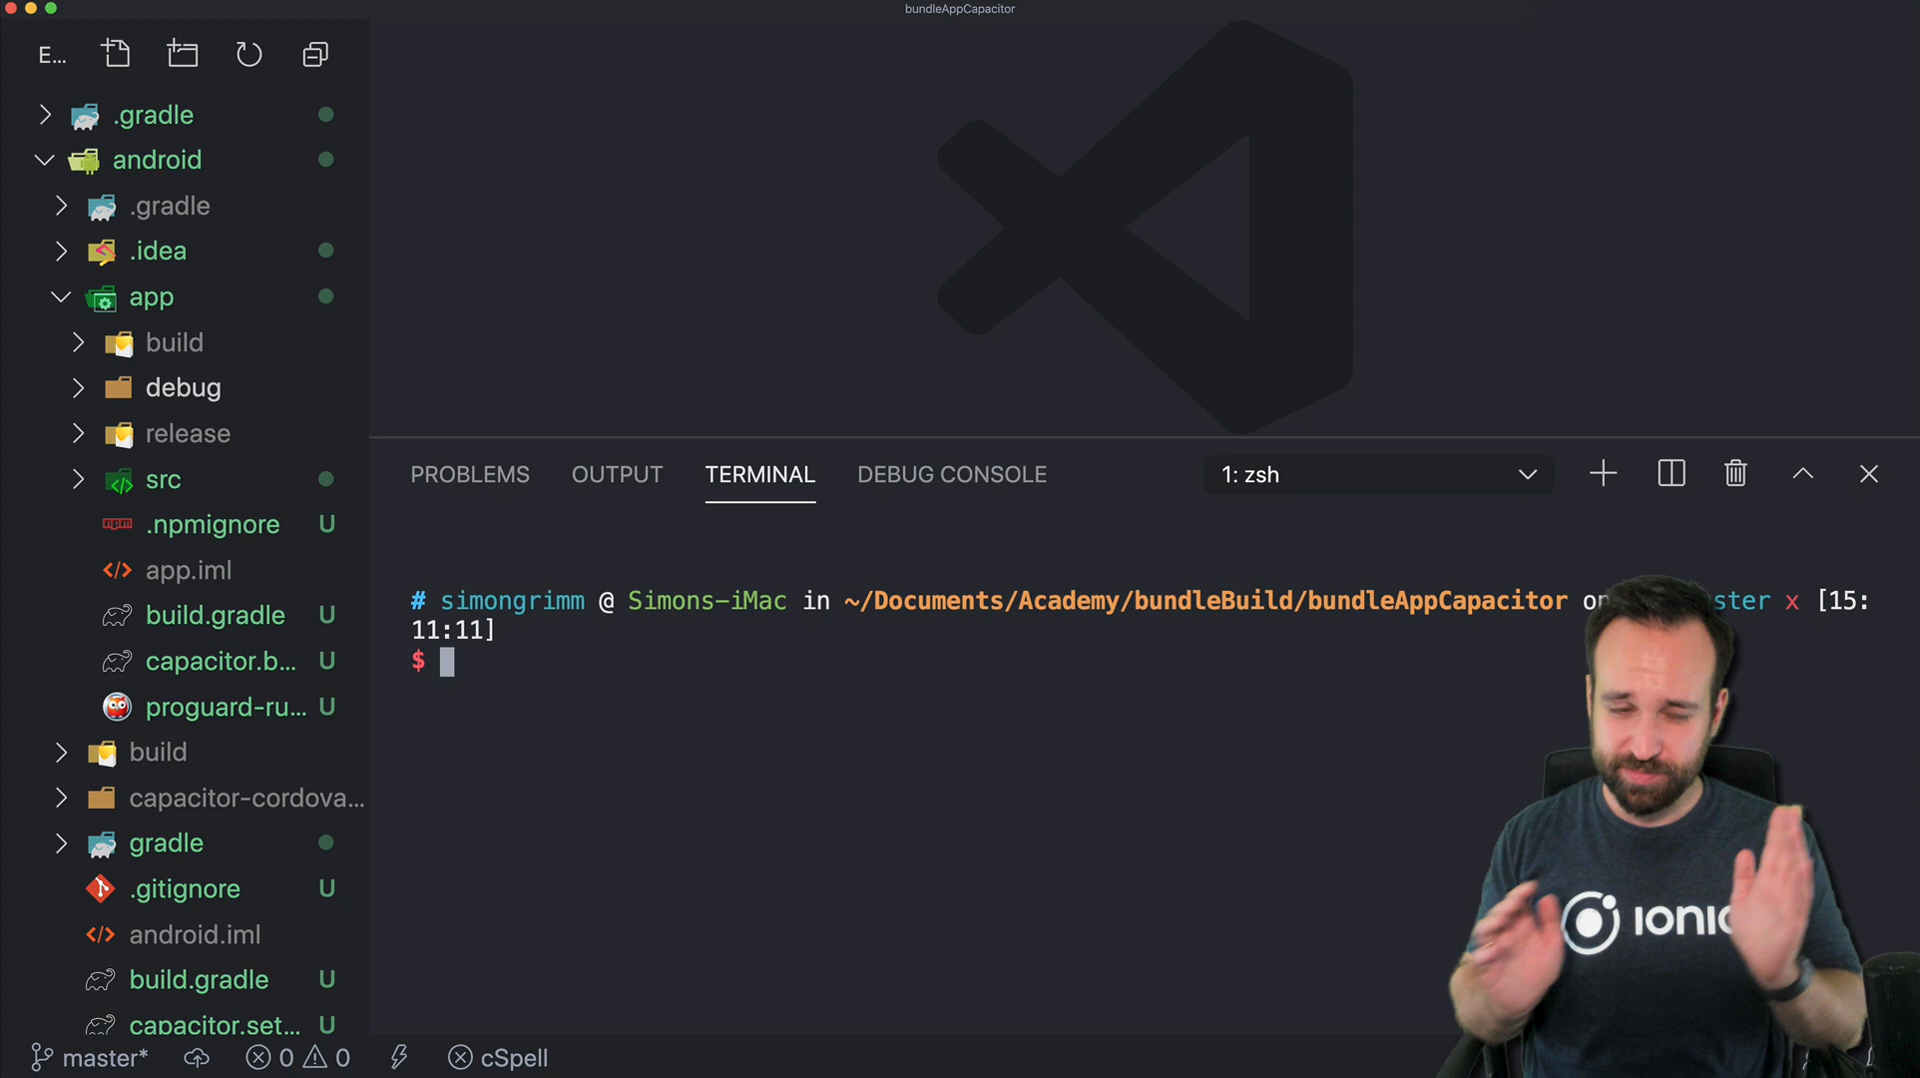 bundleAppCapacitor
E...
.gradle
android
.gradle
.idea
app
build
debug
release
src
.npmignore U
app.iml
build.gradle U
capacitor.b... U
proguard-ru... U
build
capacitor-cordova...
gradle
.gitignore U
android.iml
build.gradle U
capacitor.set... U
PROBLEMS OUTPUT TERMINAL DEBUG CONSOLE 1: zsh
# simongrimm @ Simons-iMac in ~/Documents/Academy/bundleBuild/bundleAppCapacitor on ster x [15:
11:11]
$
IONIC
master* 0 0 cSpell